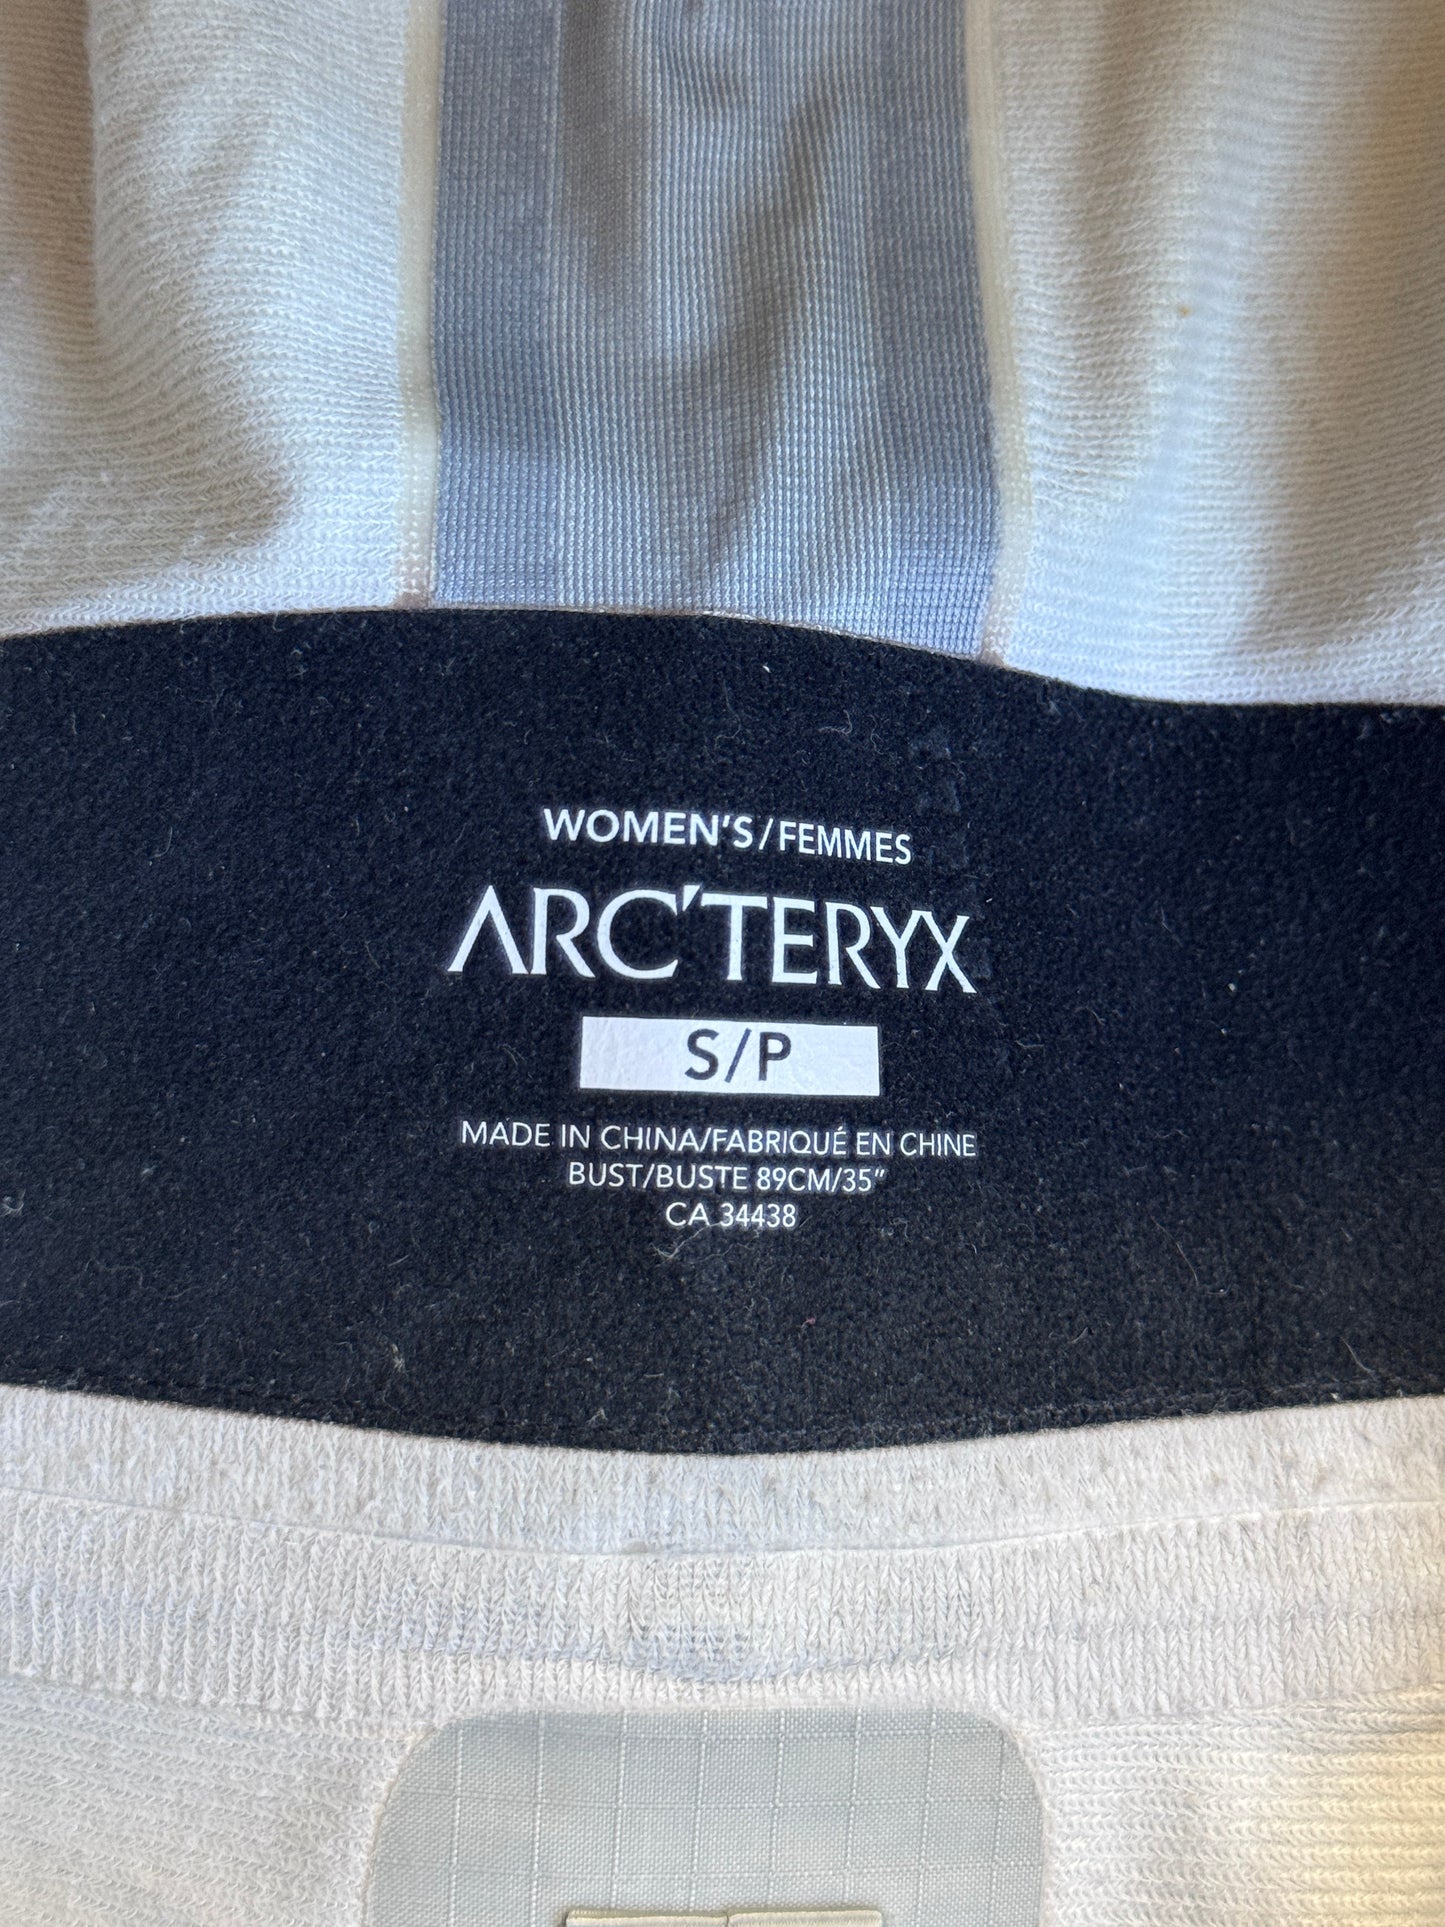 WOMEN'S/FEMMES
ARC'TERYX
S/P
MADE IN CHINA/FABRIQUÉ EN CHINE
BUST/BUSTE 89CM/35"
CA 34438